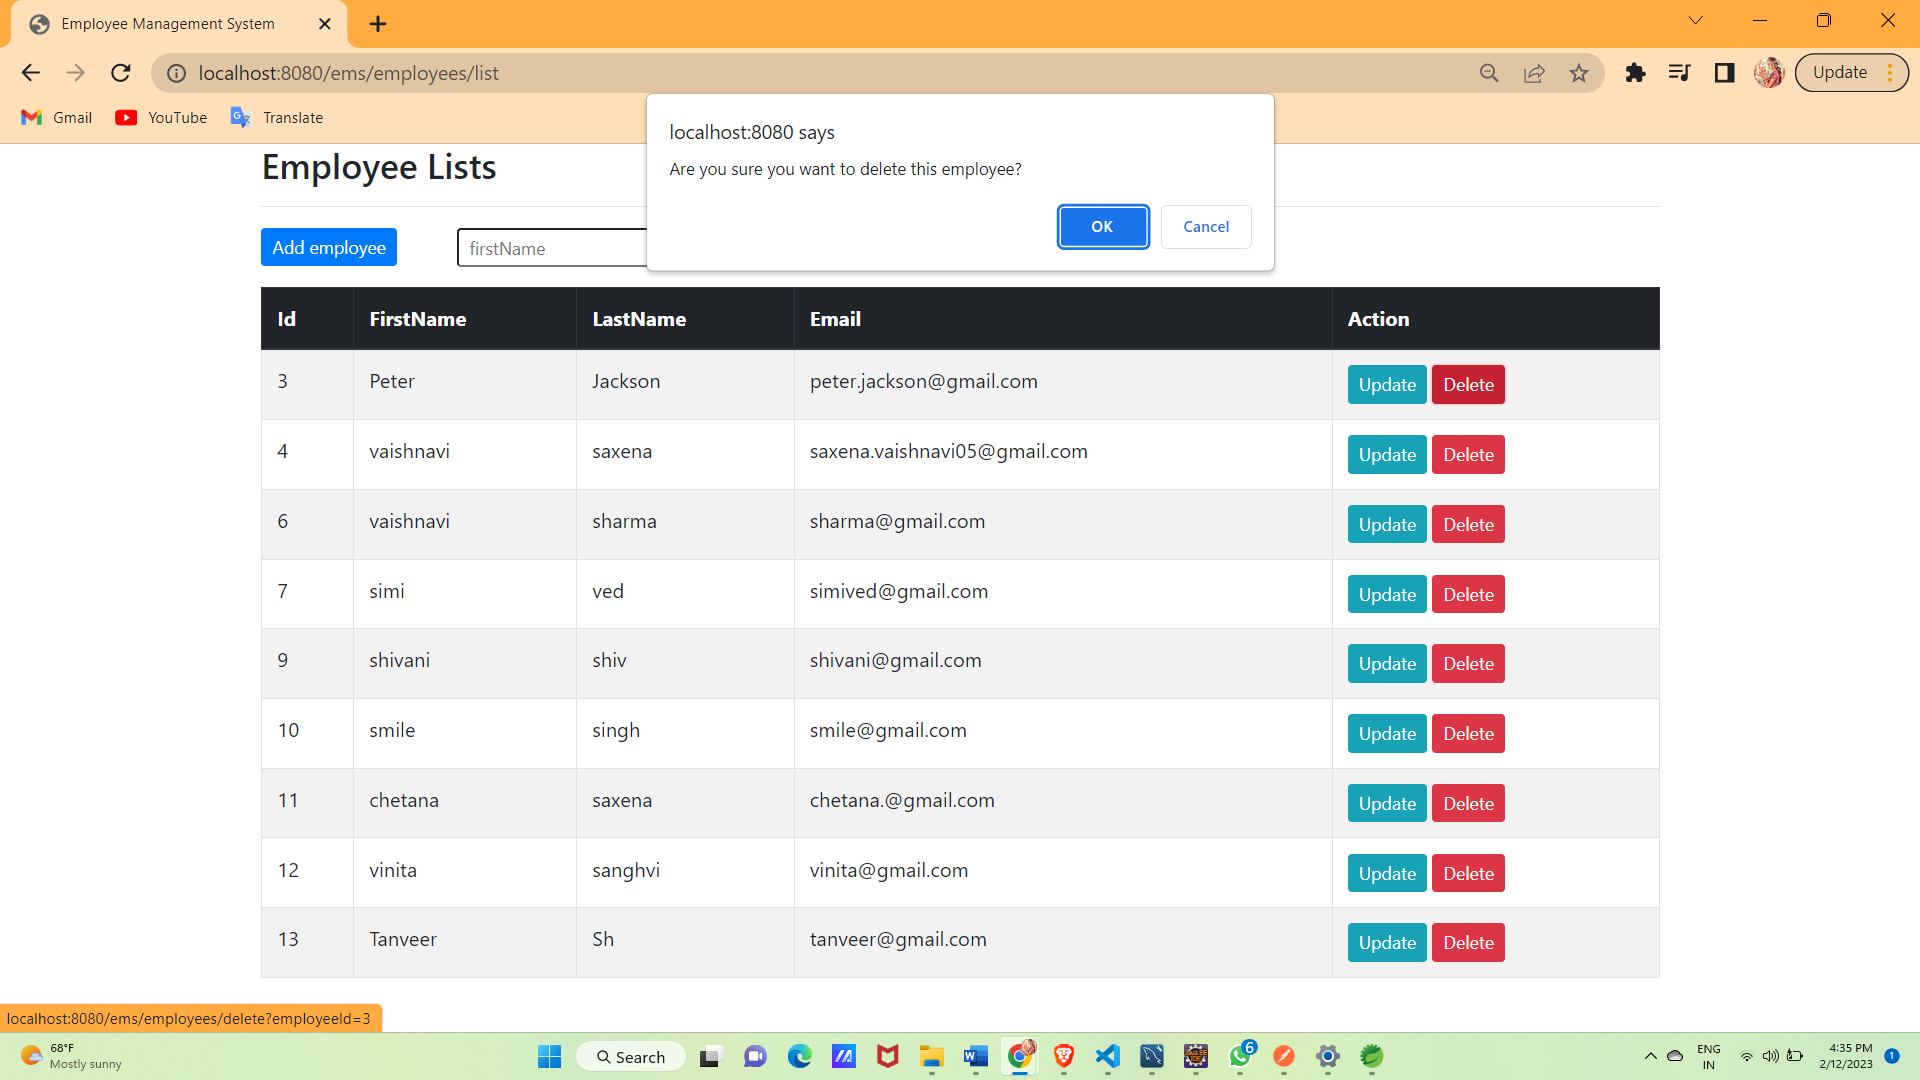 Employee Management System
localhost:8080/ems/employees/list
Update
Gmail YouTube Translate
localhost:8080 says
Are you sure you want to delete this employee?
OK Cancel
Employee Lists
Add employee firstName
Id FirstName LastName Email Action
3 Peter Jackson peter.jackson@gmail.com Update Delete
4 vaishnavi saxena saxena.vaishnavi05@gmail.com Update Delete
6 vaishnavi sharma sharma@gmail.com Update Delete
7 simi ved simived@gmail.com Update Delete
9 shivani shiv shivani@gmail.com Update Delete
10 smile singh smile@gmail.com Update Delete
11 chetana saxena chetana.@gmail.com Update Delete
12 vinita sanghvi vinita@gmail.com Update Delete
13 Tanveer Sh tanveer@gmail.com Update Delete
localhost:8080/ems/employees/delete?employeeId=3
68°F
Mostly sunny
Search
6
ENG
IN
4:35 PM
2/12/2023
1